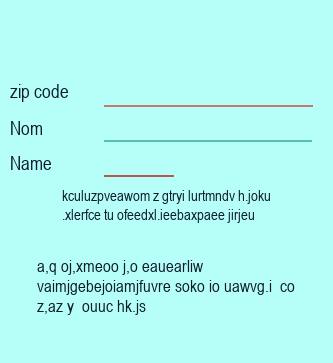 zip code
Nom
Name
kculuzpveawom z gtryi lurtmndv h.joku
.xlerfce tu ofeedxl.ieebaxpaee jirjeu
a,q oj,xmeoo j,o eauearliw
vaimjgebejoiamjfuvre soko io uawvg.i  co
z,az y  ouuc hk.js